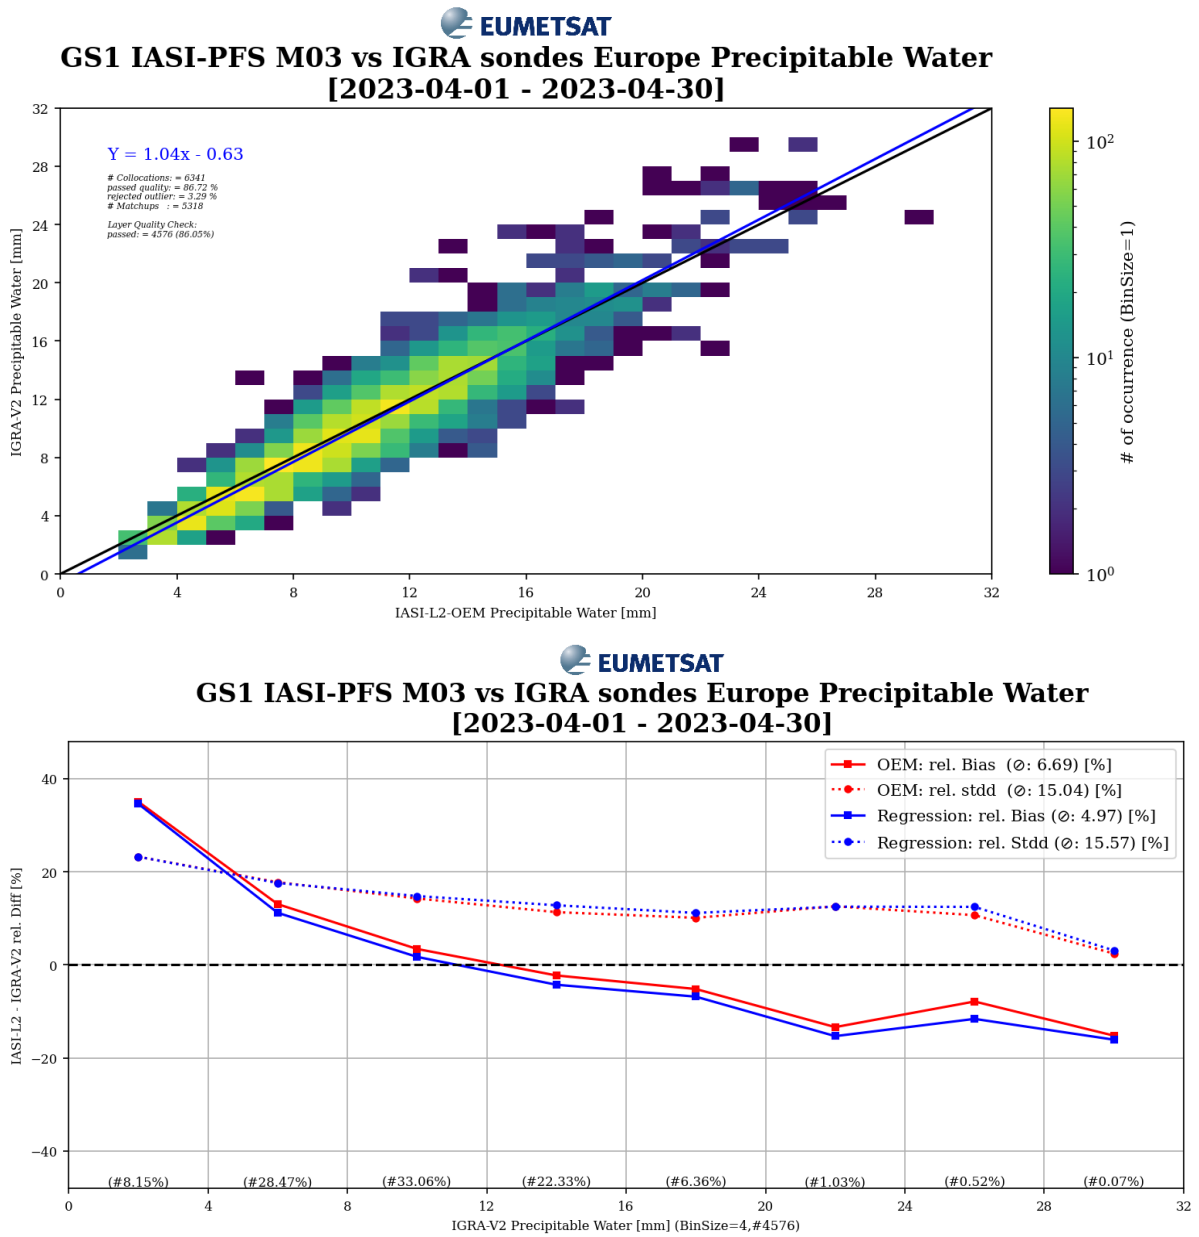 EUMETSAT
GS1 IASI-PFS M03 vs IGRA sondes Europe Precipitable Water
[2023-04-01 - 2023-04-30]
Y = 1.04x - 0.63
# Collocations: = 6341
passed quality: = 86.72 %
rejected outlier: = 3.29 %
# Matchups : = 5318
Layer Quality Check:
passed: = 4576 (86.05%)
IGRA-V2 Precipitable Water [mm]
32
28
24
20
16
12
8
4
0
0 4 8 12 16 20 24 28 32
IASI-L2-OEM Precipitable Water [mm]
10²
10¹
10⁰
# of occurrence (BinSize=1)
EUMETSAT
GS1 IASI-PFS M03 vs IGRA sondes Europe Precipitable Water
[2023-04-01 - 2023-04-30]
OEM: rel. Bias (⊘: 6.69) [%]
OEM: rel. stdd (⊘: 15.04) [%]
Regression: rel. Bias (⊘: 4.97) [%]
Regression: rel. Stdd (⊘: 15.57) [%]
IASI-L2 - IGRA-V2 rel. Diff [%]
40
20
0
−20
−40
(#8.15%) (#28.47%) (#33.06%) (#22.33%) (#6.36%) (#1.03%) (#0.52%) (#0.07%)
0 4 8 12 16 20 24 28 32
IGRA-V2 Precipitable Water [mm] (BinSize=4,#4576)